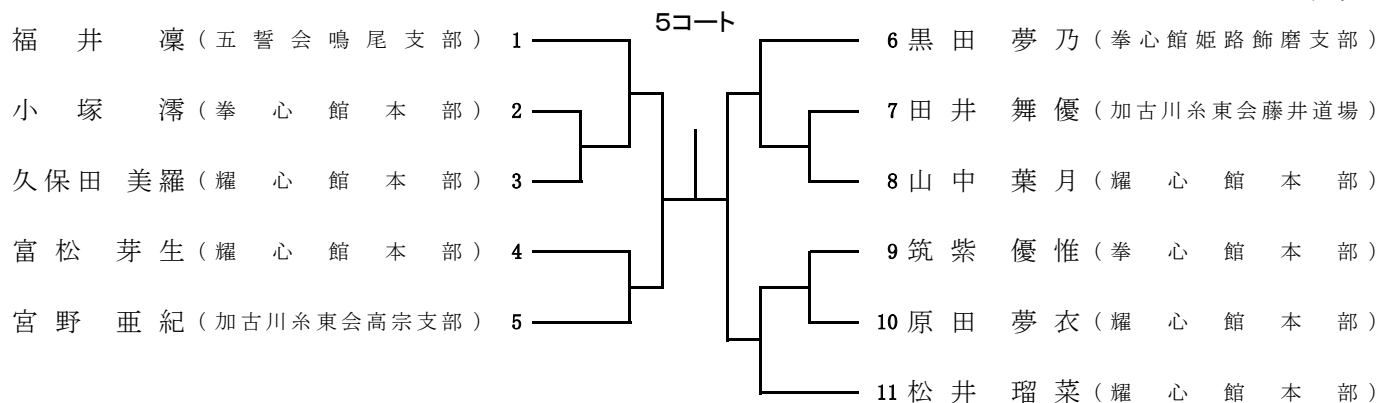 5コート
福井 凜(五誓会鳴尾支部) 1
小塚 澪(拳心館本部) 2
久保田 美羅(耀心館本部) 3
富松 芽生(耀心館本部) 4
宮野 亜紀(加古川糸東会高宗支部) 5
6 黒田 夢乃(拳心館姫路飾磨支部)
7 田井 舞優(加古川糸東会藤井道場)
8 山中 葉月(耀心館本部)
9 筑紫 優惟(拳心館本部)
10 原田 夢衣(耀心館本部)
11 松井 瑠菜(耀心館本部)